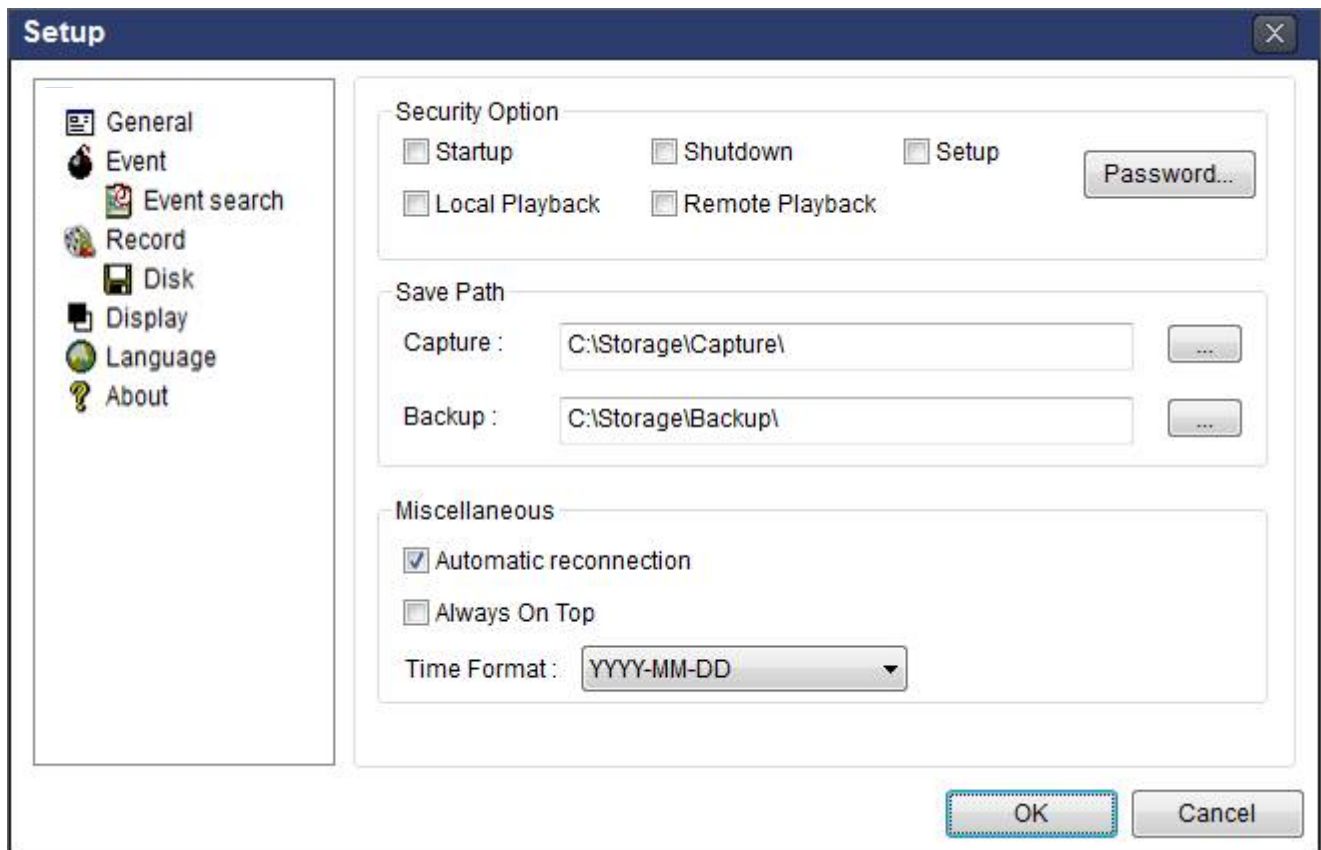 Setup
General
Event
Event search
Record
Disk
Display
Language
About
Security Option
Startup Shutdown Setup
Password...
Local Playback Remote Playback
Save Path
Capture : C:\Storage\Capture\ ...
Backup : C:\Storage\Backup\ ...
Miscellaneous
Automatic reconnection
Always On Top
Time Format : YYYY-MM-DD
OK Cancel